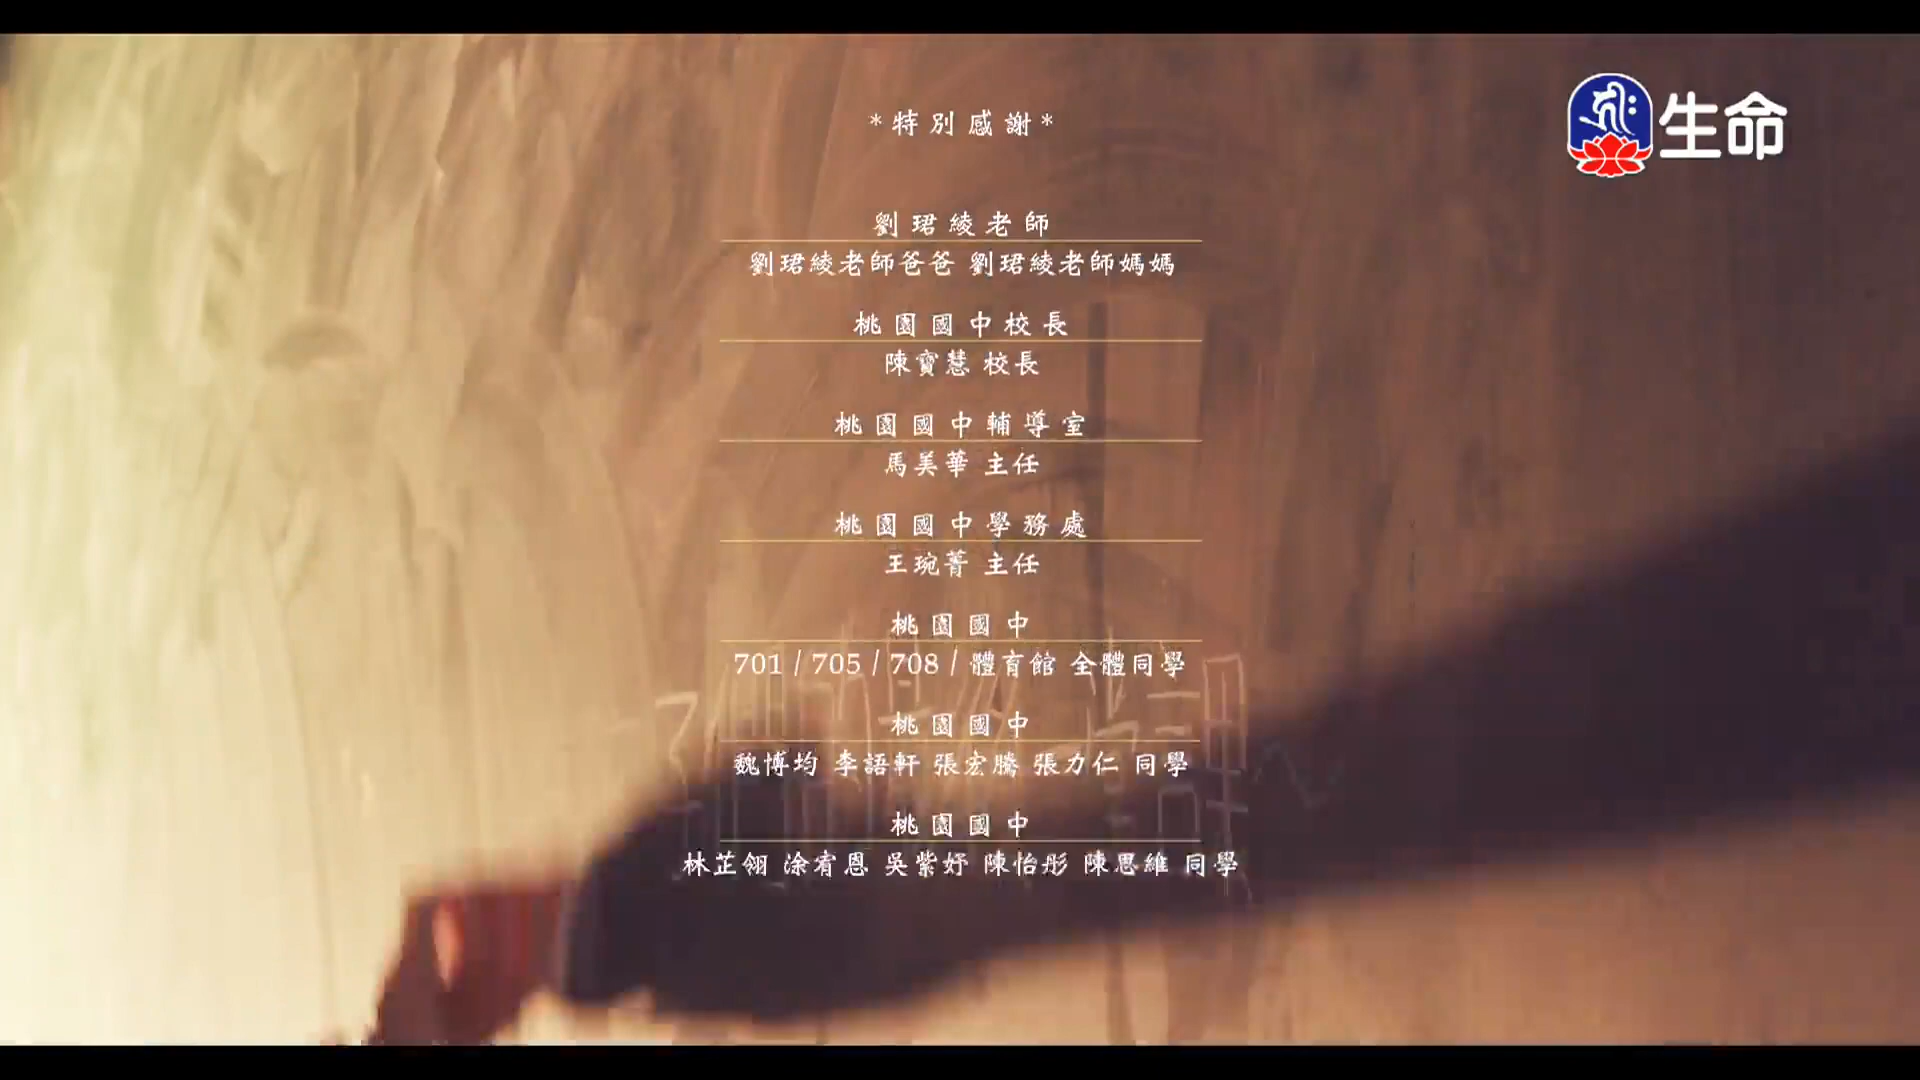 *特別感謝*
生命
劉珺綾老師
劉珺綾老師爸爸 劉珺綾老師媽媽
桃園國中校長
陳寶慧 校長
桃園國中輔導室
馬美華 主任
桃園國中學務處
王琬菁 主任
桃園國中
701 / 705 / 708 / 體育館 全體同學
桃園國中
魏博均 李語軒 張宏騰 張力仁 同學
桃園國中
林芷翎 涂宥恩 吳紫妤 陳怡彤 陳思維 同學